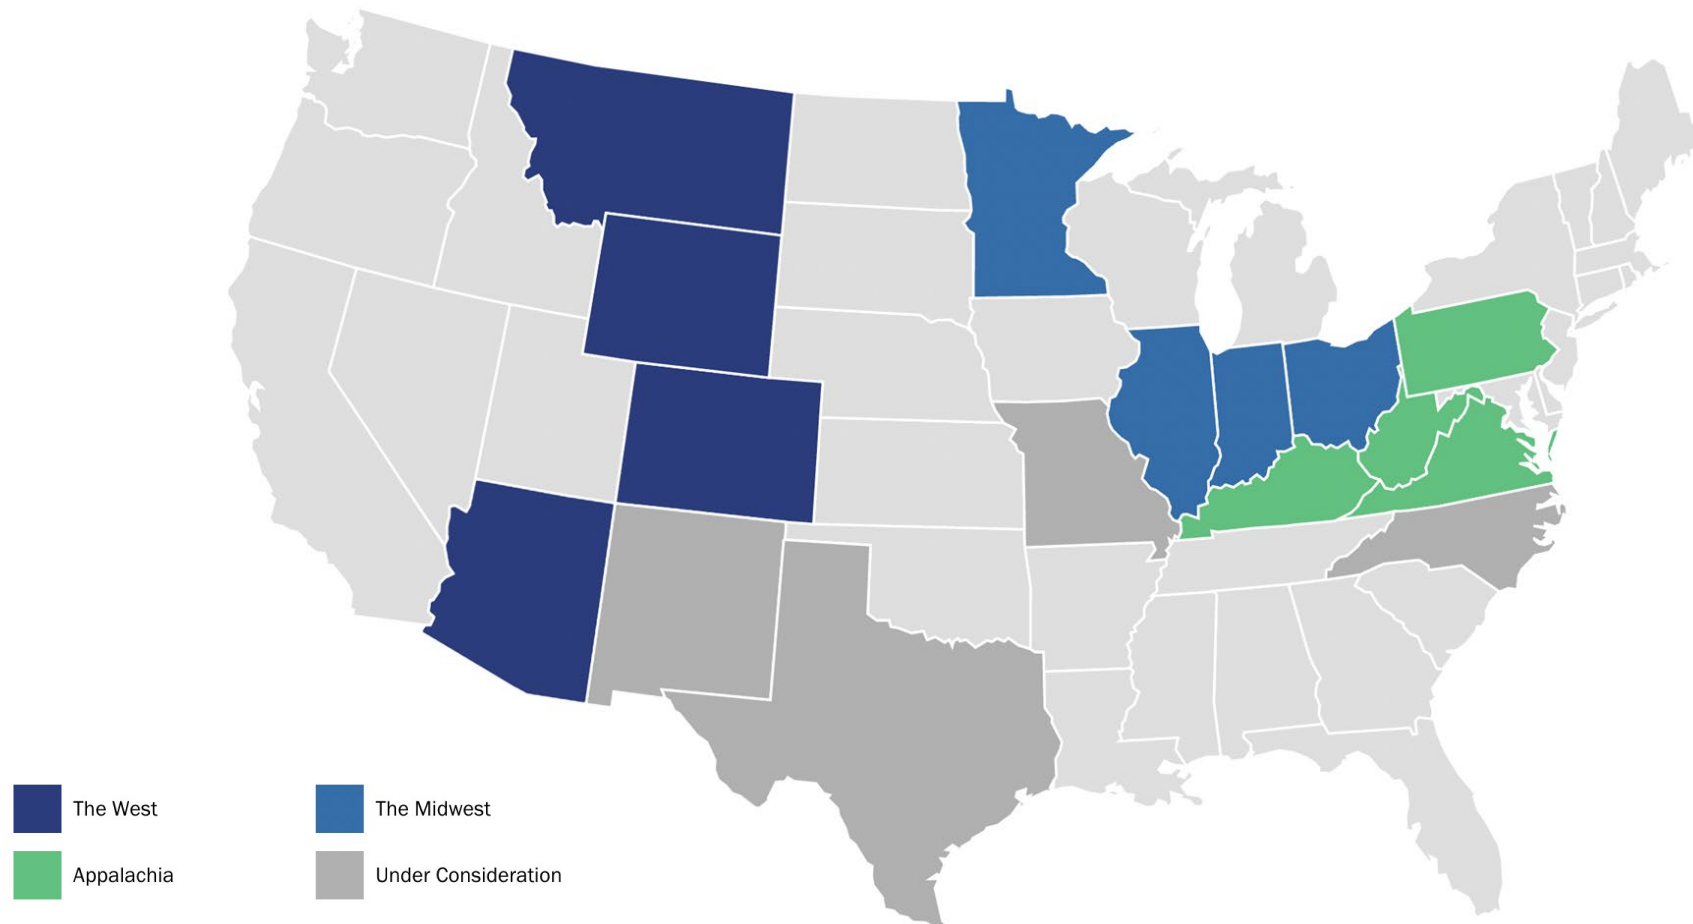 The West
The Midwest
Appalachia
Under Consideration